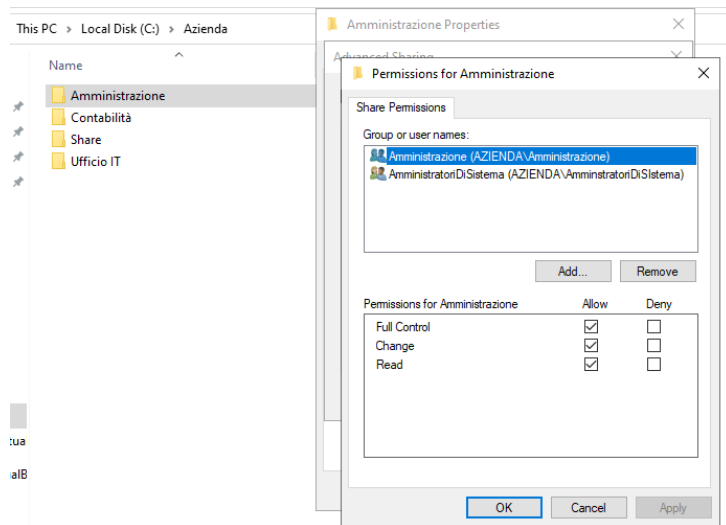 This PC > Local Disk (C:) > Azienda
Name
Amministrazione
Contabilità
Share
Ufficio IT
tua
alB
Amministrazione Properties
Advanced Sharing
Permissions for Amministrazione
Share Permissions
Group or user names:
Amministrazione (AZIENDA\Amministrazione)
AmministratoriDiSistema (AZIENDA\AmminstratoriDiSIstema)
Add...
Remove
Permissions for Amministrazione Allow Deny
Full Control
Change
Read
OK
Cancel
Apply